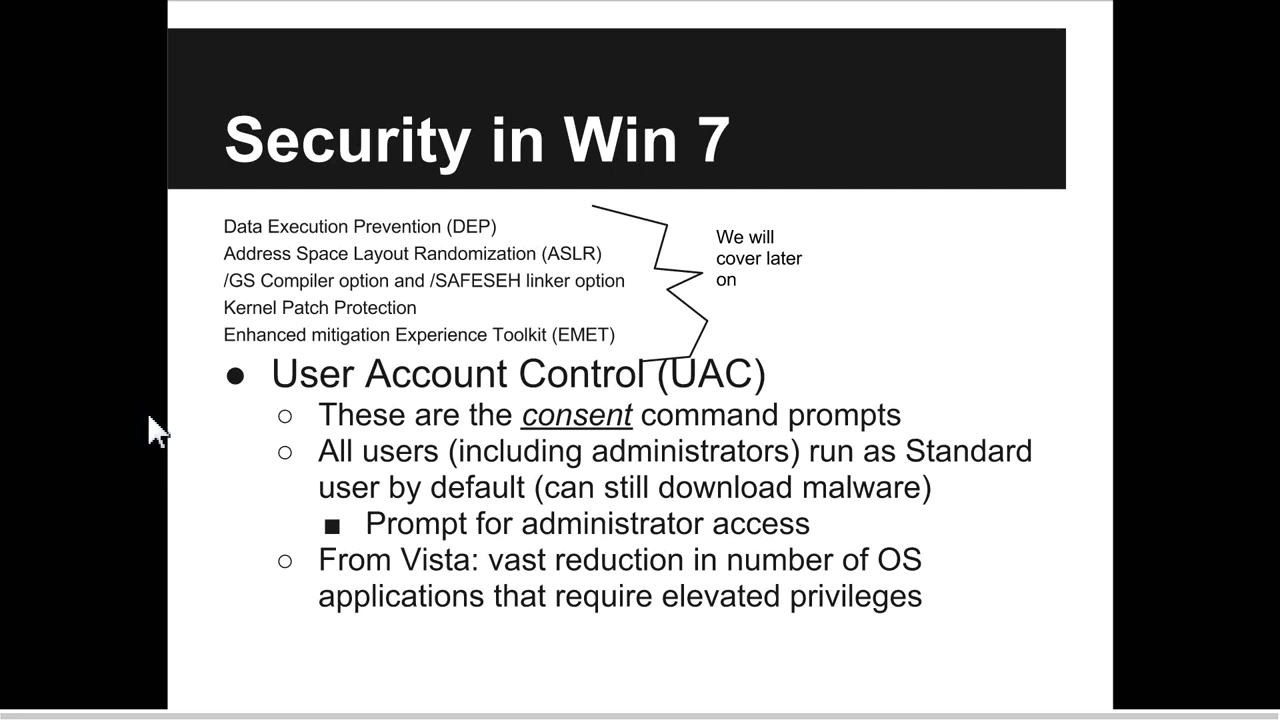 Security in Win 7
Data Execution Prevention (DEP)
Address Space Layout Randomization (ASLR)
/GS Compiler option and /SAFESEH linker option
Kernel Patch Protection
Enhanced mitigation Experience Toolkit (EMET)
We will
cover later
on
● User Account Control (UAC)
○ These are the consent command prompts
○ All users (including administrators) run as Standard
user by default (can still download malware)
■ Prompt for administrator access
○ From Vista: vast reduction in number of OS
applications that require elevated privileges